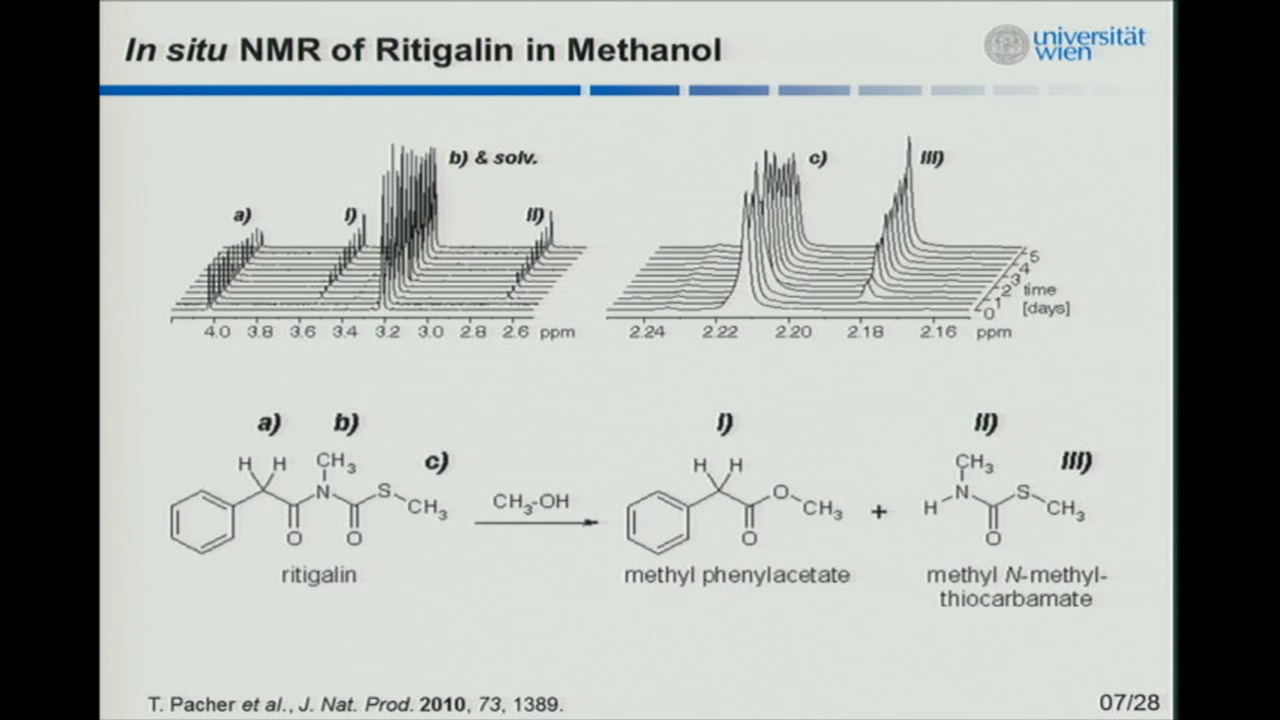 In situ NMR of Ritigalin in Methanol
universität
wien
b) & solv.
c)
III)
a)
I)
II)
4.0 3.8 3.6 3.4 3.2 3.0 2.8 2.6 ppm
2.24 2.22 2.20 2.18 2.16 ppm
0 1 2 3 4 5
time
[days]
a) b) c)
I) II) III)
H H CH3
N S CH3
O O
CH3-OH
H H
O CH3
O
+
CH3
H N S CH3
O
ritigalin
methyl phenylacetate
methyl N-methyl-
thiocarbamate
T. Pacher et al., J. Nat. Prod. 2010, 73, 1389.
07/28